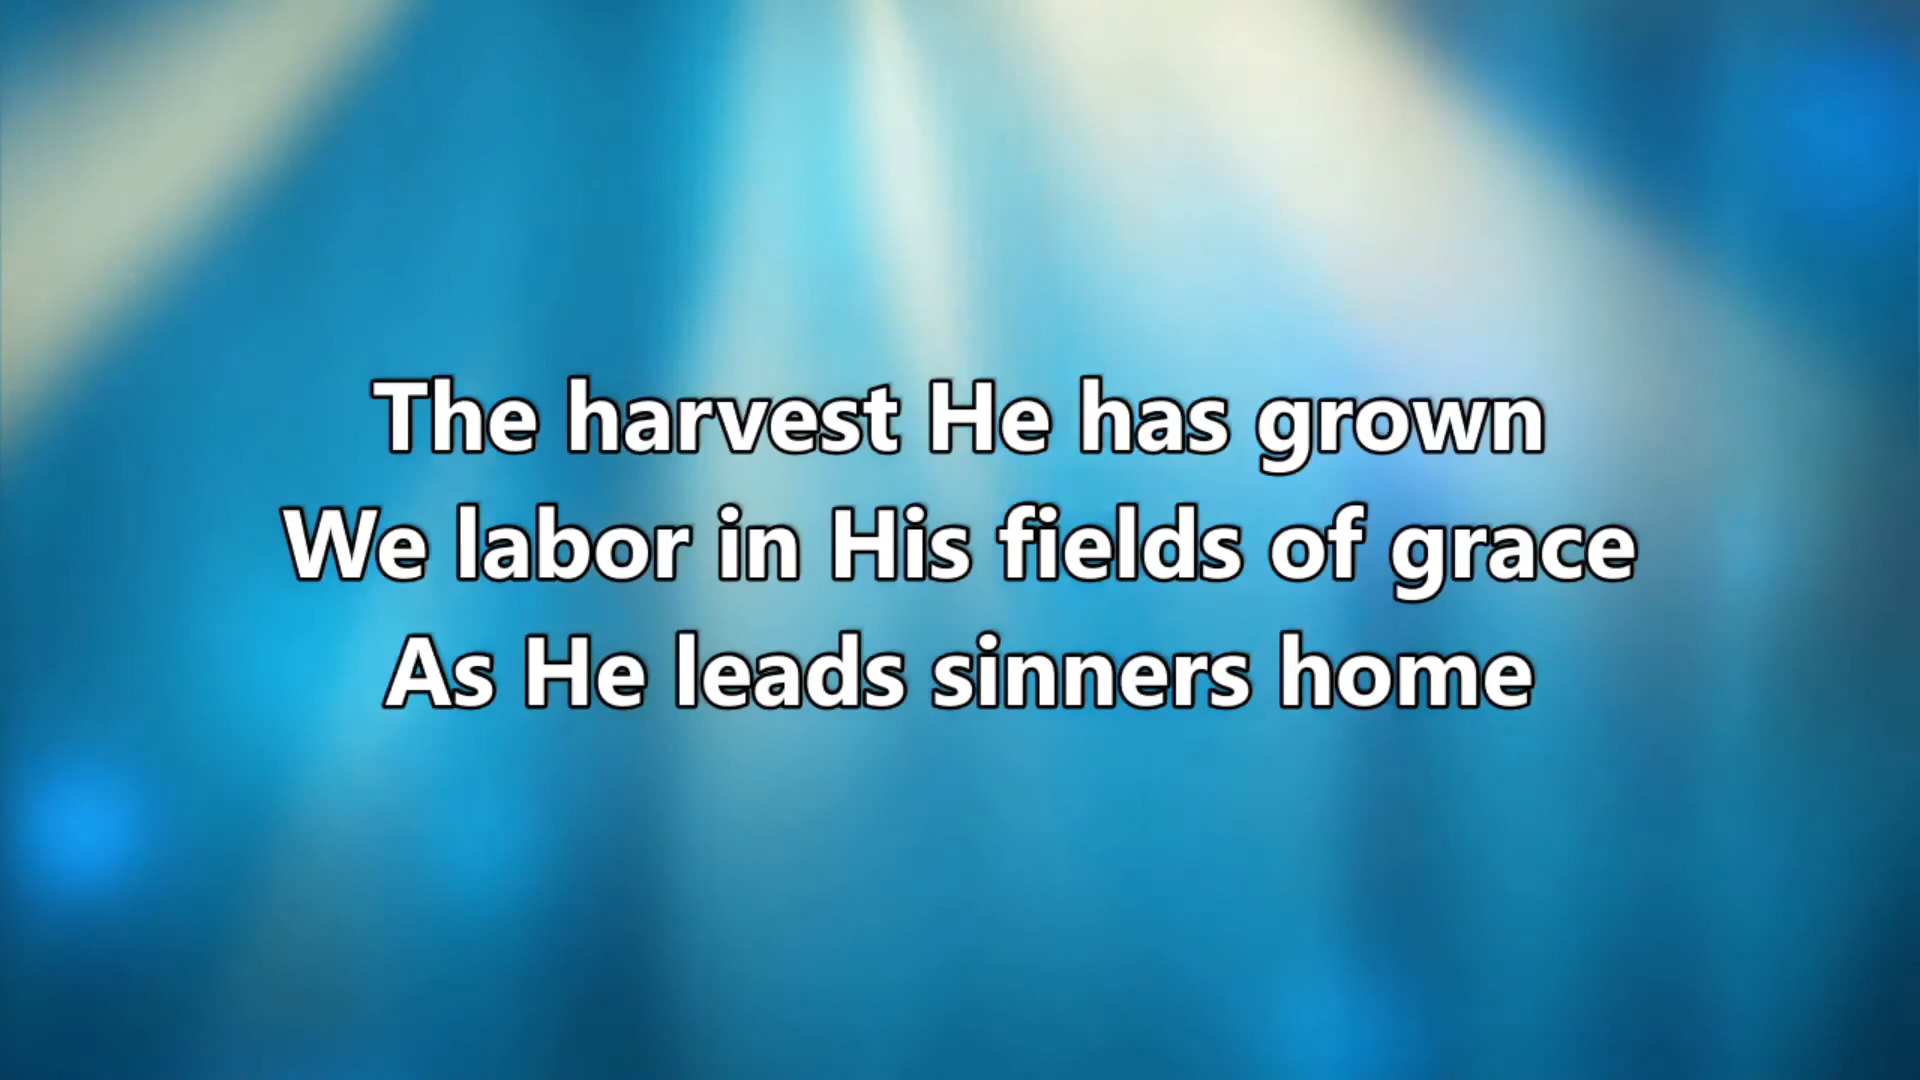 The harvest He has grown
We labor in His fields of grace
As He leads sinners home